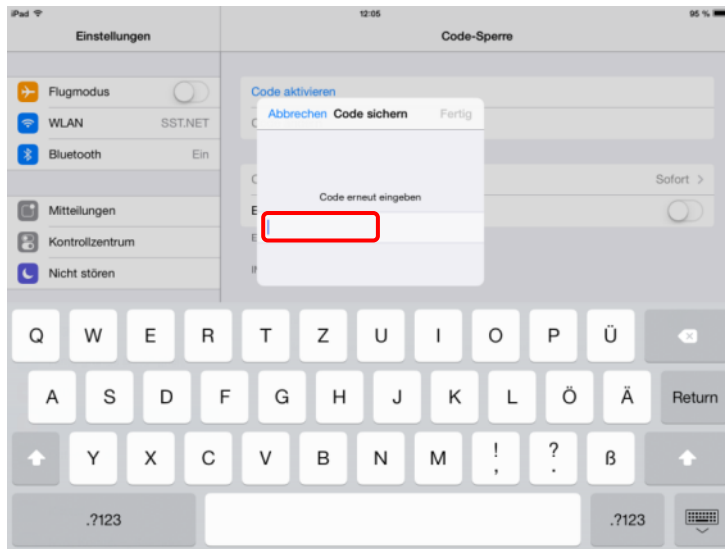 iPad 12:05 95 %
Einstellungen Code-Sperre
Flugmodus
Code aktivieren
Abbrechen Code sichern Fertig
WLAN SST.NET
Bluetooth Ein
Code erneut eingeben
Sofort >
Mitteilungen
Kontrollzentrum
Nicht stören
Q W E R T Z U I O P Ü
A S D F G H J K L Ö Ä Return
Y X C V B N M ! , ? . ß
.?123 .?123